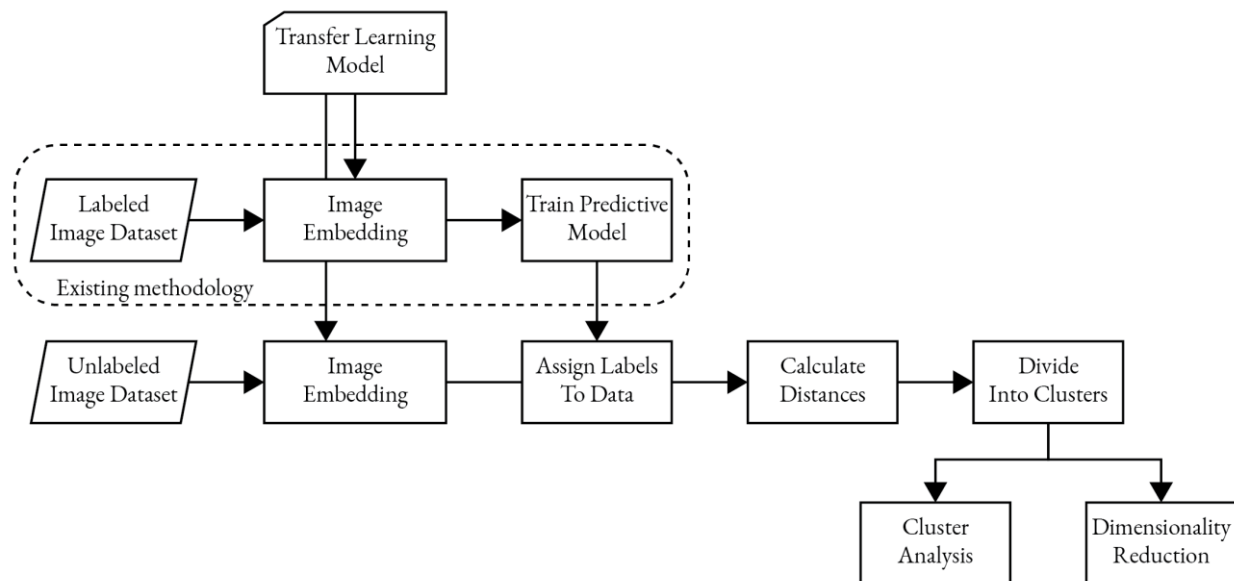 Transfer Learning
Model
Labeled
Image Dataset
Image
Embedding
Train Predictive
Model
Existing methodology
Unlabeled
Image Dataset
Image
Embedding
Assign Labels
To Data
Calculate
Distances
Divide
Into Clusters
Cluster
Analysis
Dimensionality
Reduction